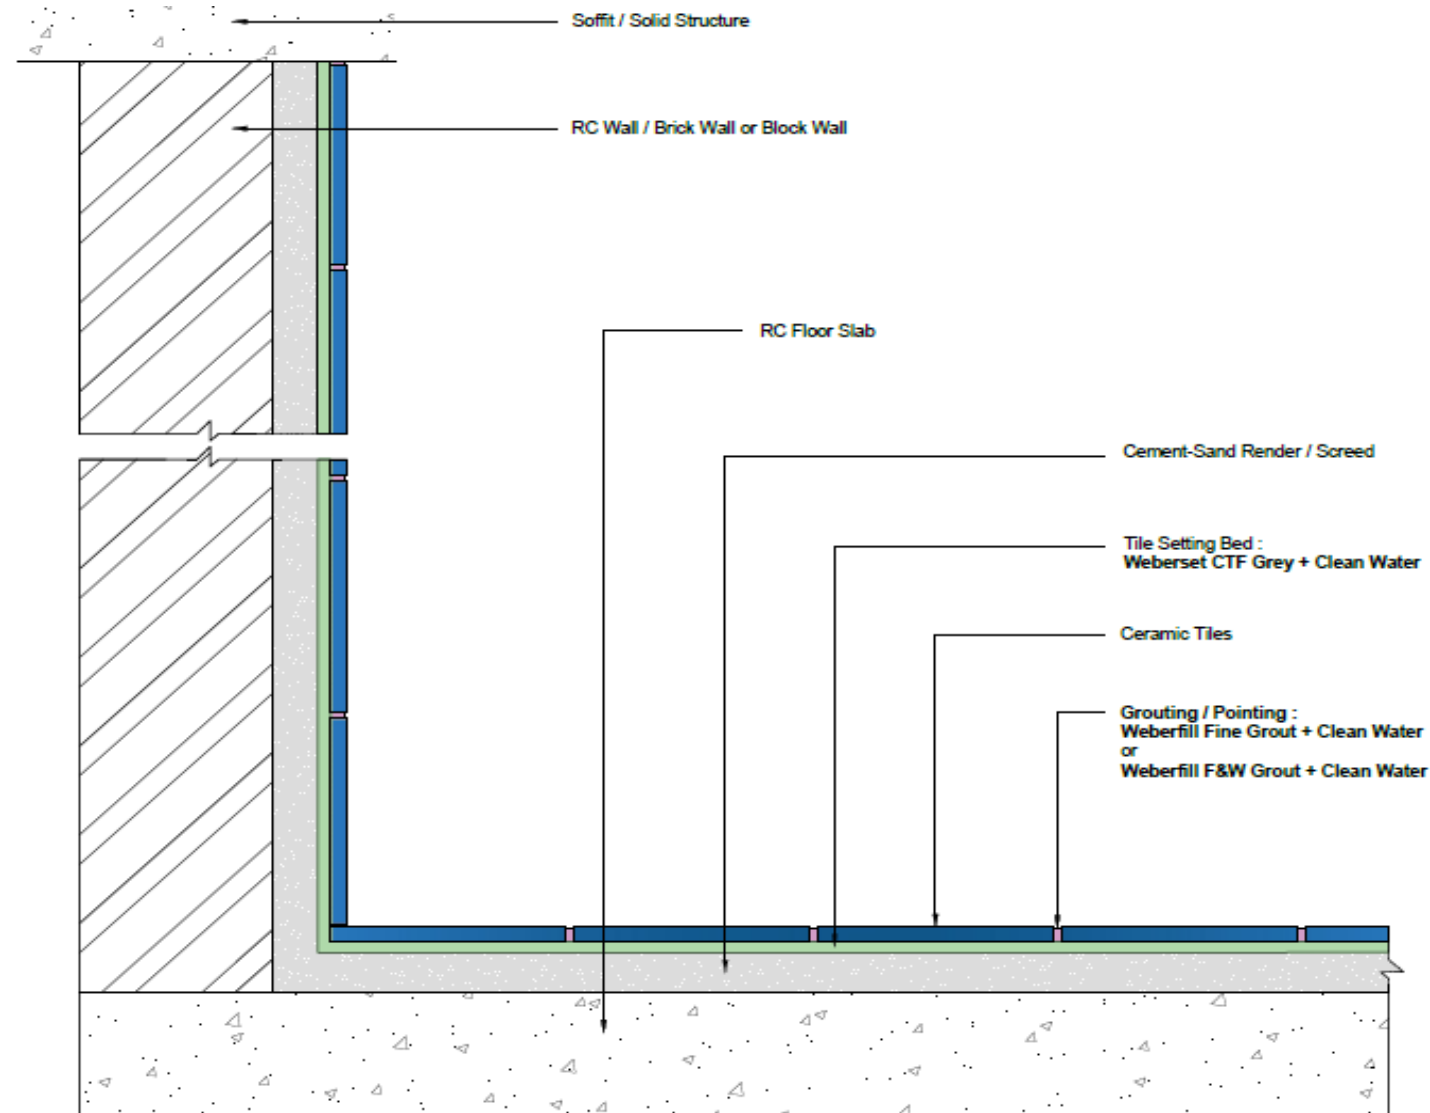 Soffit / Solid Structure
RC Wall / Brick Wall or Block Wall
RC Floor Slab
Cement-Sand Render / Screed
Tile Setting Bed :
Weberset CTF Grey + Clean Water
Ceramic Tiles
Grouting / Pointing :
Weberfill Fine Grout + Clean Water
or
Weberfill F&W Grout + Clean Water